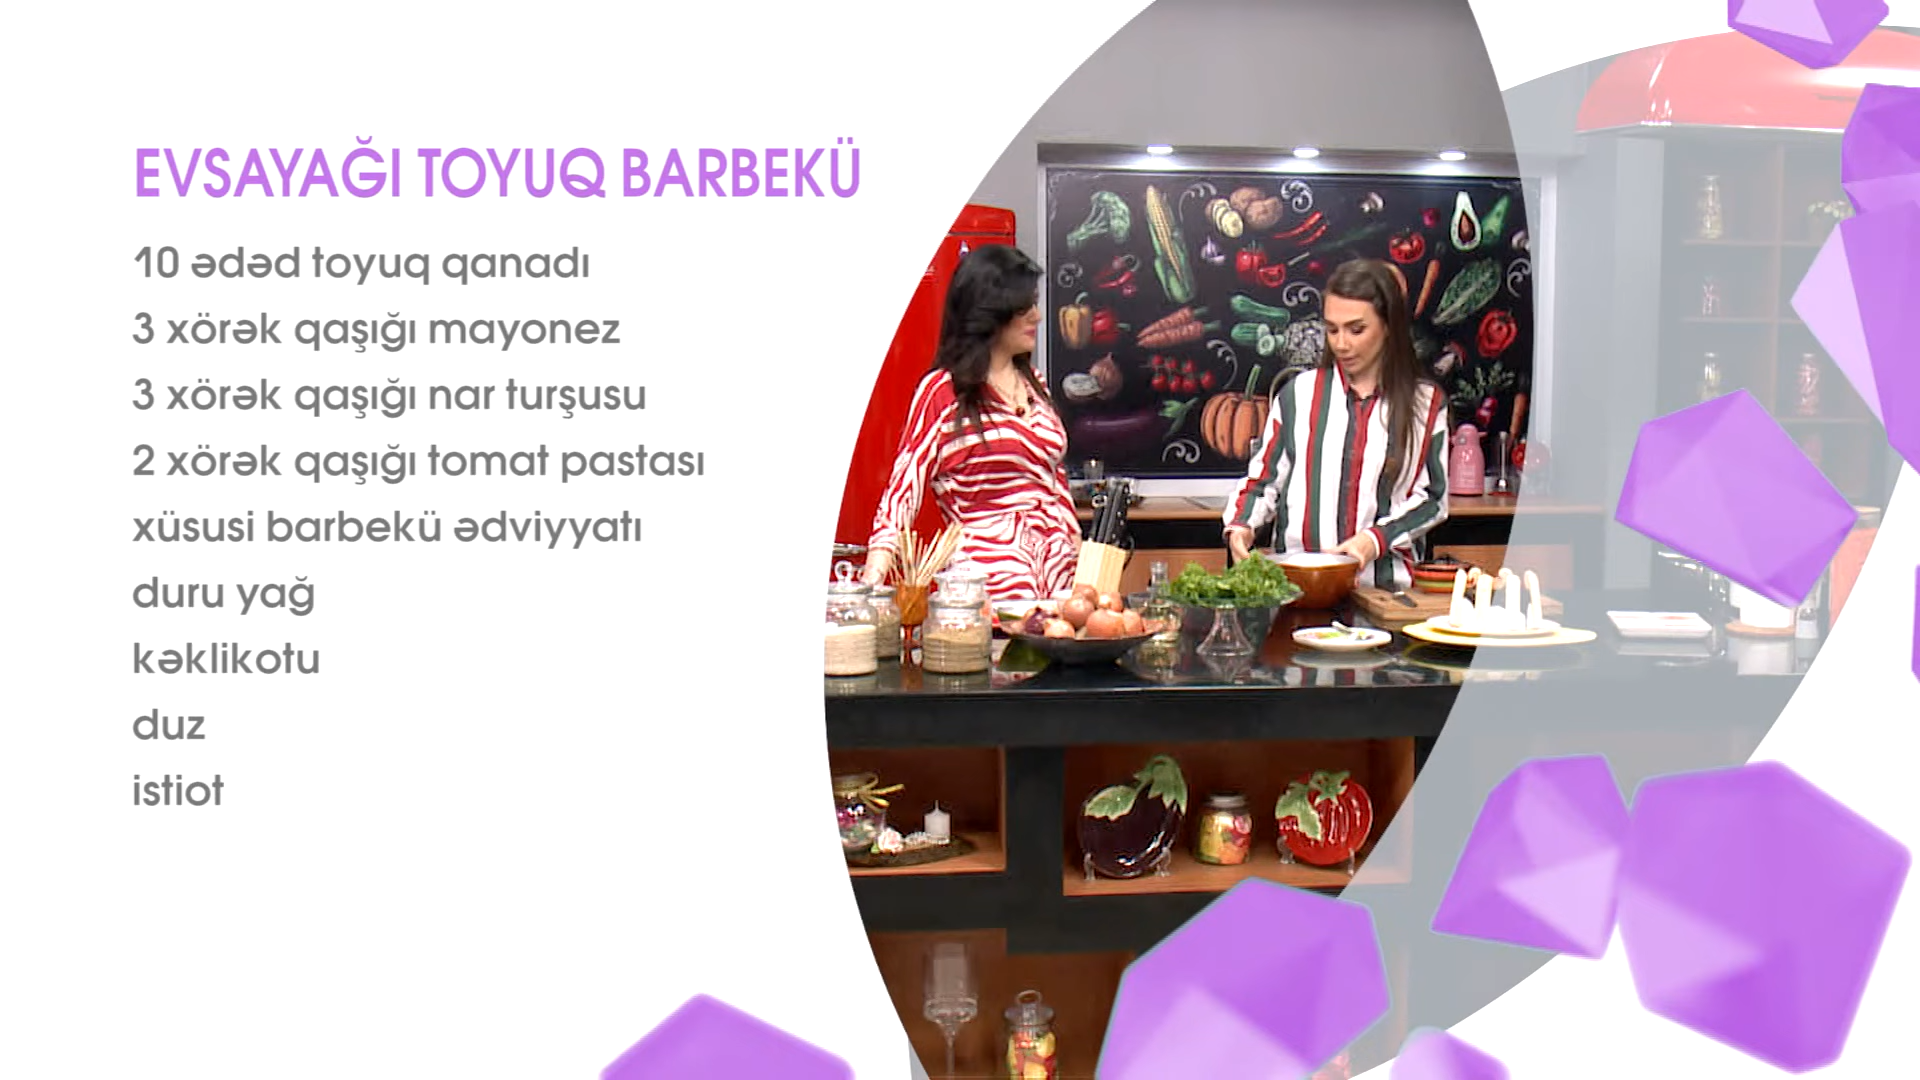 EVSAYAĞI TOYUQ BARBEKÜ
10 ədəd toyuq qanadı
3 xörək qaşığı mayonez
3 xörək qaşığı nar turşusu
2 xörək qaşığı tomat pastası
xüsusi barbekü ədviyyatı
duru yağ
kəklikotu
duz
istiot